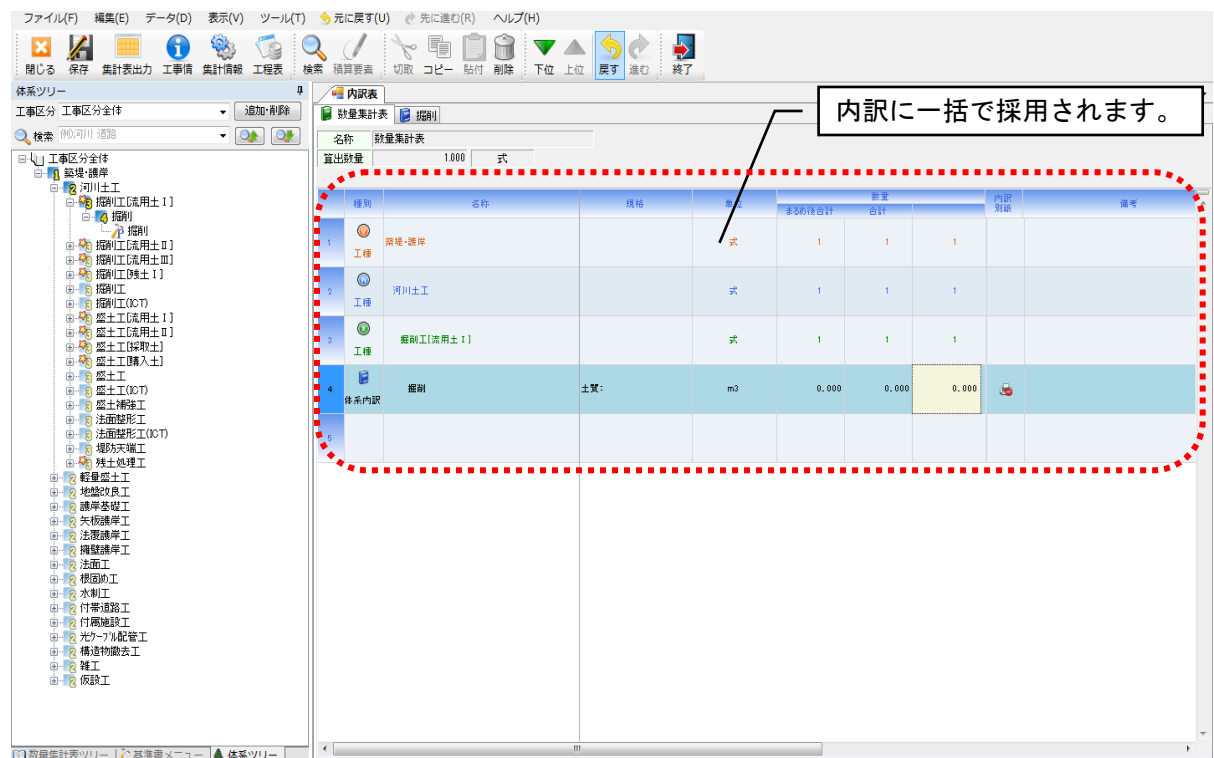 ファイル(F) 編集(E) データ(D) 表示(V) ツール(T) 元に戻す(U) 先に進む(R) ヘルプ(H)
閉じる 保存 集計表出力 工事情 集計情報 工程表 検索 積算要素 切取 コピー 貼付 削除 下位 上位 戻す 進む 終了
体系ツリー
工事区分 工事区分全体 追加・削除
検索 例)河川 道路
工事区分全体
築堤・護岸
河川土工
掘削工[流用土Ⅰ]
掘削
掘削
掘削工[流用土Ⅱ]
掘削工[流用土Ⅲ]
掘削工[残土Ⅰ]
掘削工
掘削工(ICT)
盛土工[流用土Ⅰ]
盛土工[流用土Ⅱ]
盛土工[採取土]
盛土工[購入土]
盛土工
盛土工(ICT)
盛土補強工
法面整形工
法面整形工(ICT)
堤防天端工
残土処理工
軽量盛土工
地盤改良工
護岸基礎工
矢板護岸工
法覆護岸工
擁壁護岸工
法面工
根固め工
水制工
付帯道路工
付属施設工
光ケーブル配管工
構造物撤去工
雑工
仮設工
数量集計表ツリー 基準書メニュー 体系ツリー
内訳表
数量集計表 掘削
名称 数量集計表
算出数量 1.000 式
内訳に一括で採用されます。
種別 名称 規格 単位 数量 内訳別紙 備考
まるめ後合計 合計
1 工種 築堤・護岸 式 1 1 1
2 工種 河川土工 式 1 1 1
3 工種 掘削工[流用土Ⅰ] 式 1 1 1
4 体系内訳 掘削 土質: m3 0.000 0.000 0.000
5